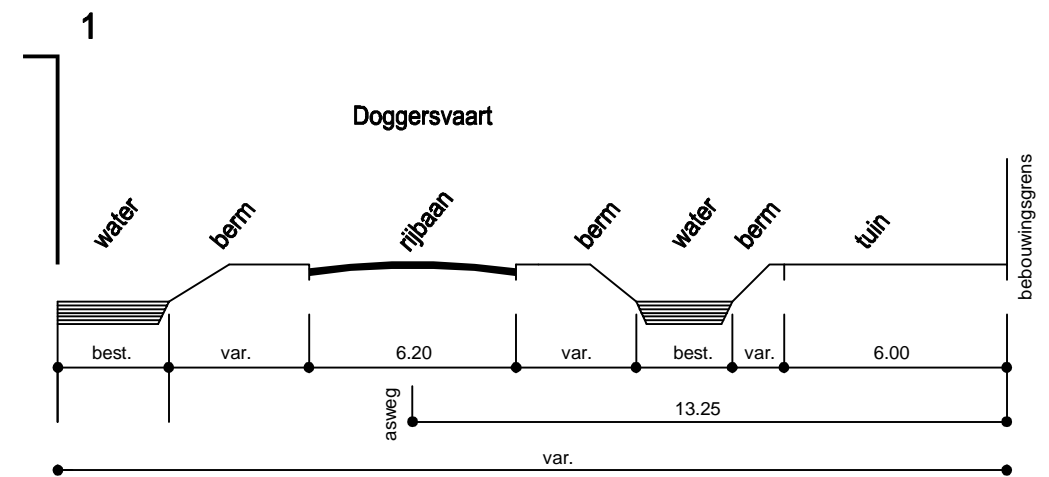 1
Doggersvaart
water berm rijbaan berm water berm tuin bebouwingsgrens
best. var. 6.20 var. best. var. 6.00
asweg 13.25
var.